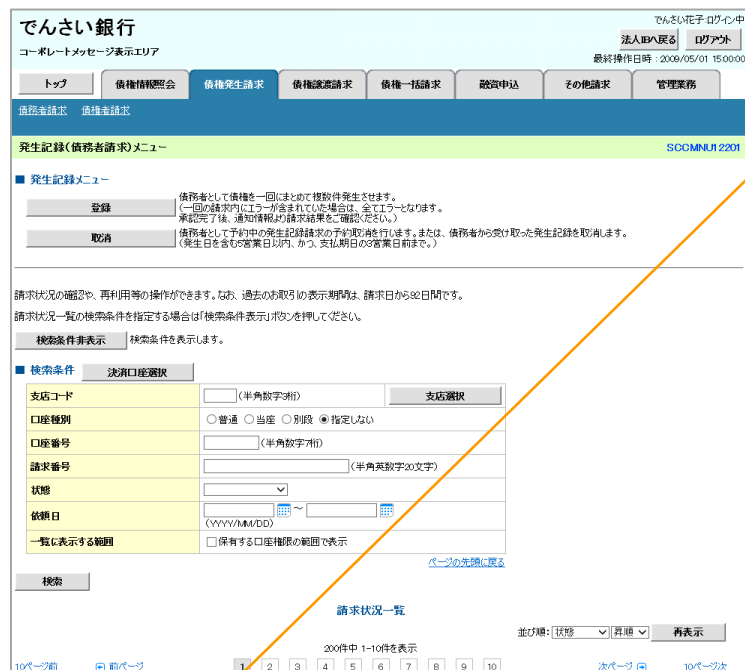 でんさい花子:ログイン中
でんさい銀行
法人IBへ戻る ログアウト
コーポレートメッセージ表示エリア
最終操作日時：2009/05/01 15:00:00
トップ 債権情報照会 債権発生請求 債権譲渡請求 債権一括請求 融資申込 その他請求 管理業務
債務者請求 債権者請求
発生記録(債務者請求)メニュー SCCMNU12201
■ 発生記録メニュー
登録
債務者として債権を一回にまとめて複数件発生させます。
(一回の請求内にエラーが含まれていた場合は、全てエラーとなります。
承認完了後、通知情報より請求結果をご確認ください。)
取消
債務者として予約中の発生記録請求の予約取消を行います。または、債務者から受け取った発生記録を取消します。
(発生日を含む5営業日以内、かつ、支払期日の3営業日前まで。)
請求状況の確認や、再利用等の操作ができます。なお、過去のお取引の表示期間は、請求日から92日間です。
請求状況一覧の検索条件を指定する場合は「検索条件表示」ボタンを押してください。
検索条件非表示 検索条件を表示します。
■ 検索条件 決済口座選択
支店コード (半角数字3桁) 支店選択
口座種別 ○普通 ○当座 ○別段 ◉指定しない
口座番号 (半角数字7桁)
請求番号 (半角英数字20文字)
状態
依頼日 ～
(YYYY/MM/DD)
一覧に表示する範囲 □保有する口座権限の範囲で表示
ページの先頭に戻る
検索
請求状況一覧
並び順: 状態 昇順 再表示
200件中 1-10件を表示
10ページ前 前ページ 1 2 3 4 5 6 7 8 9 10 次ページ 10ページ次